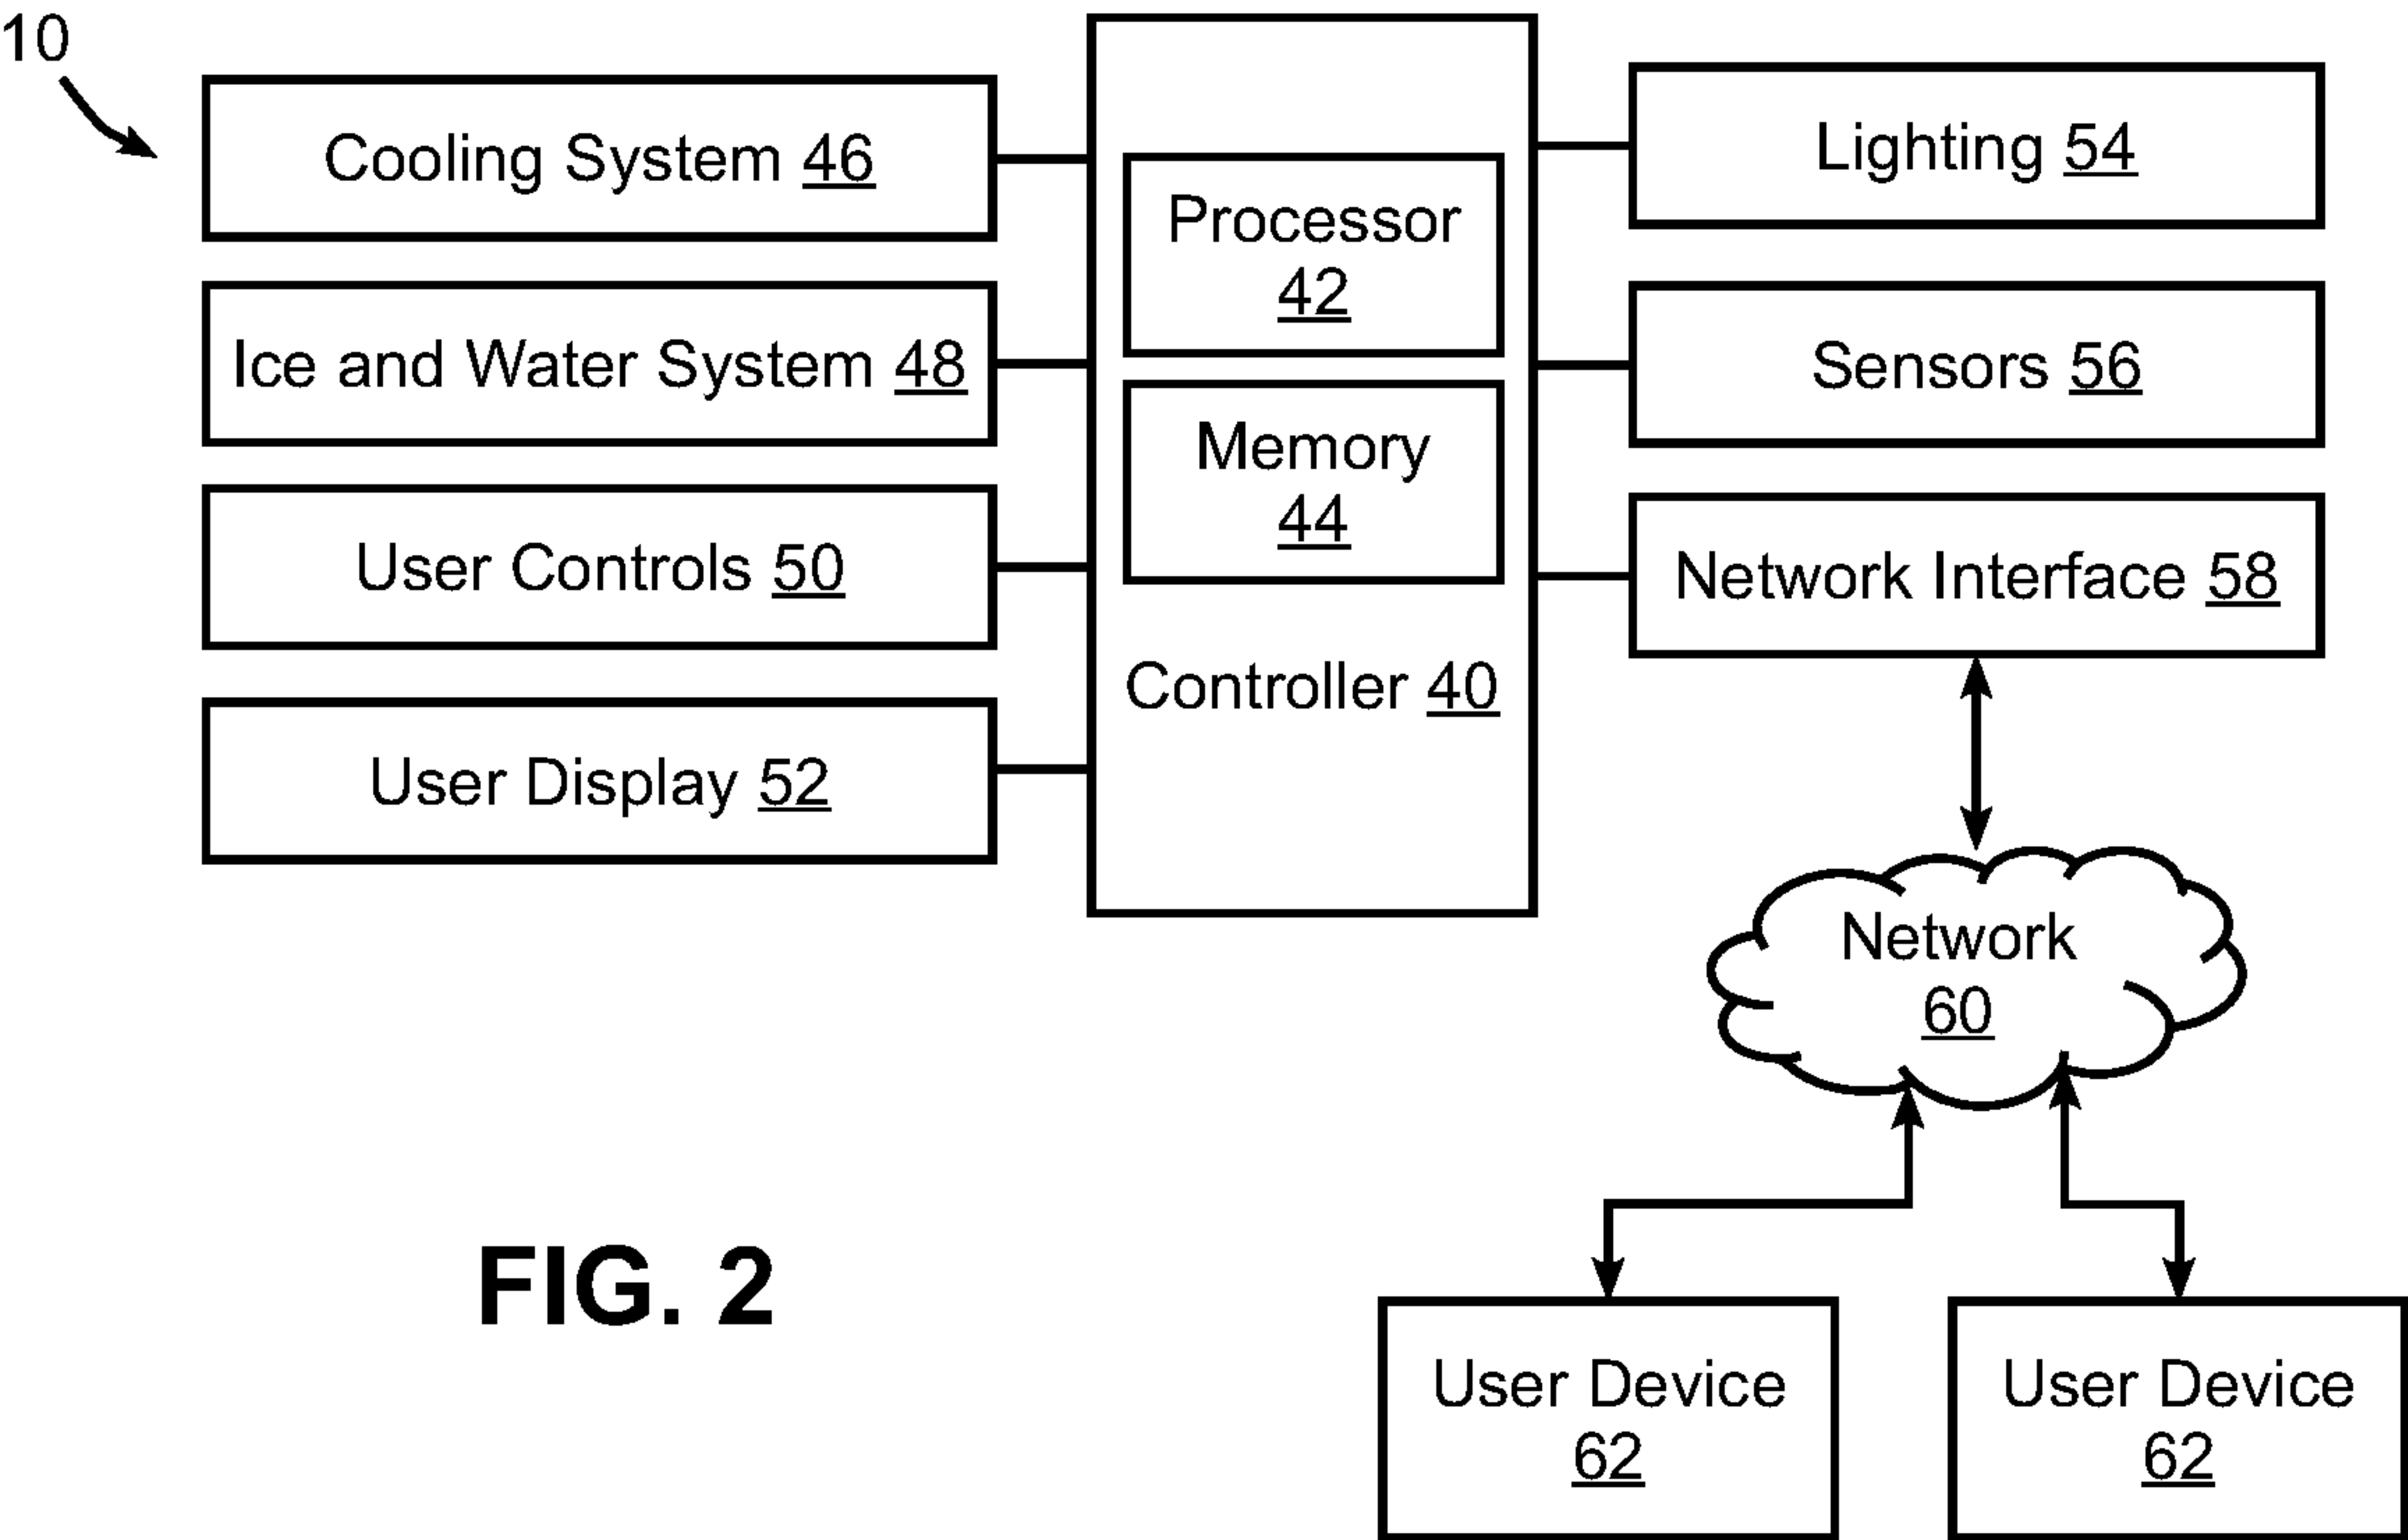 10
Cooling System 46
Ice and Water System 48
User Controls 50
User Display 52
Processor
42
Memory
44
Controller 40
Lighting 54
Sensors 56
Network Interface 58
Network
60
User Device
62
User Device
62
FIG. 2